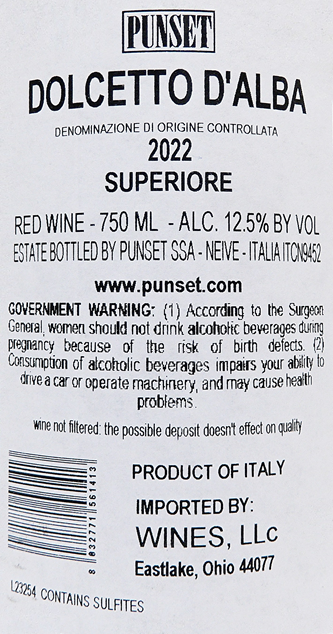 PUNSET
DOLCETTO D'ALBA
DENOMINAZIONE DI ORIGINE CONTROLLATA
2022
SUPERIORE
RED WINE - 750 ML - ALC. 12.5% BY VOL
ESTATE BOTTLED BY PUNSET SSA - NEIVE - ITALIA ITCN9452
www.punset.com
GOVERNMENT WARNING: (1) According to the Surgeon
General, women should not drink alcoholic beverages during
pregnancy because of the risk of birth defects. (2)
Consumption of alcoholic beverages impairs your ability to
drive a car or operate machinery, and may cause health
problems.
wine not filtered: the possible deposit doesn't effect on quality
8 832771 561413
PRODUCT OF ITALY
IMPORTED BY:
WINES, LLc
Eastlake, Ohio 44077
L23254 CONTAINS SULFITES